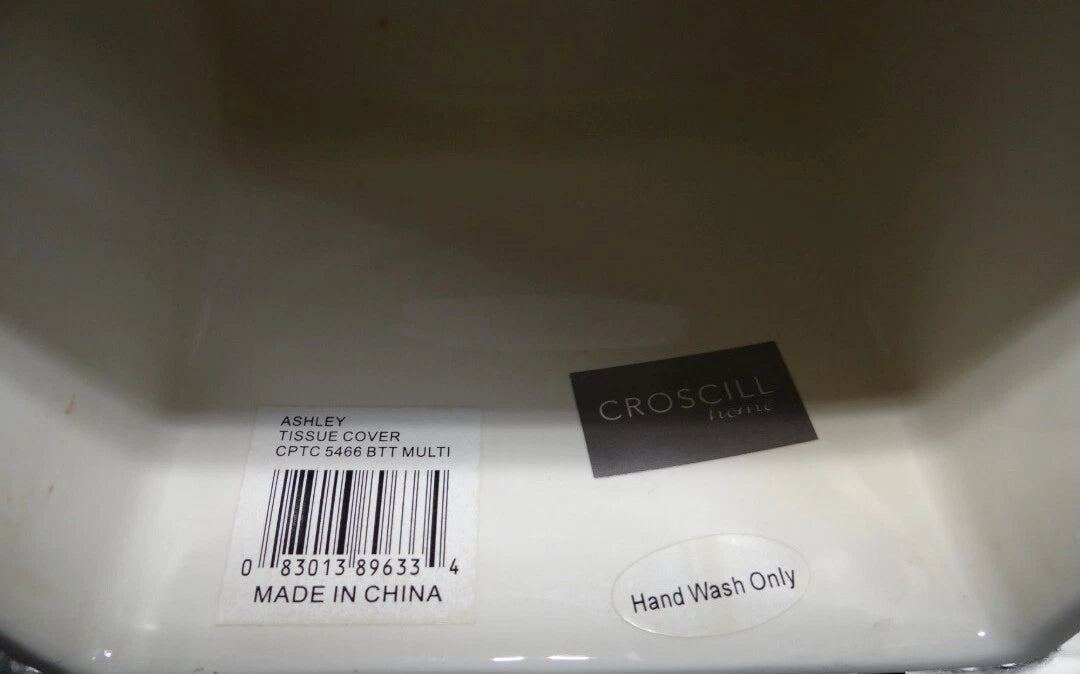 ASHLEY
TISSUE COVER
CPTC 5466 BTT MULTI
0 83013 89633 4
MADE IN CHINA
CROSCILL
home
Hand Wash Only